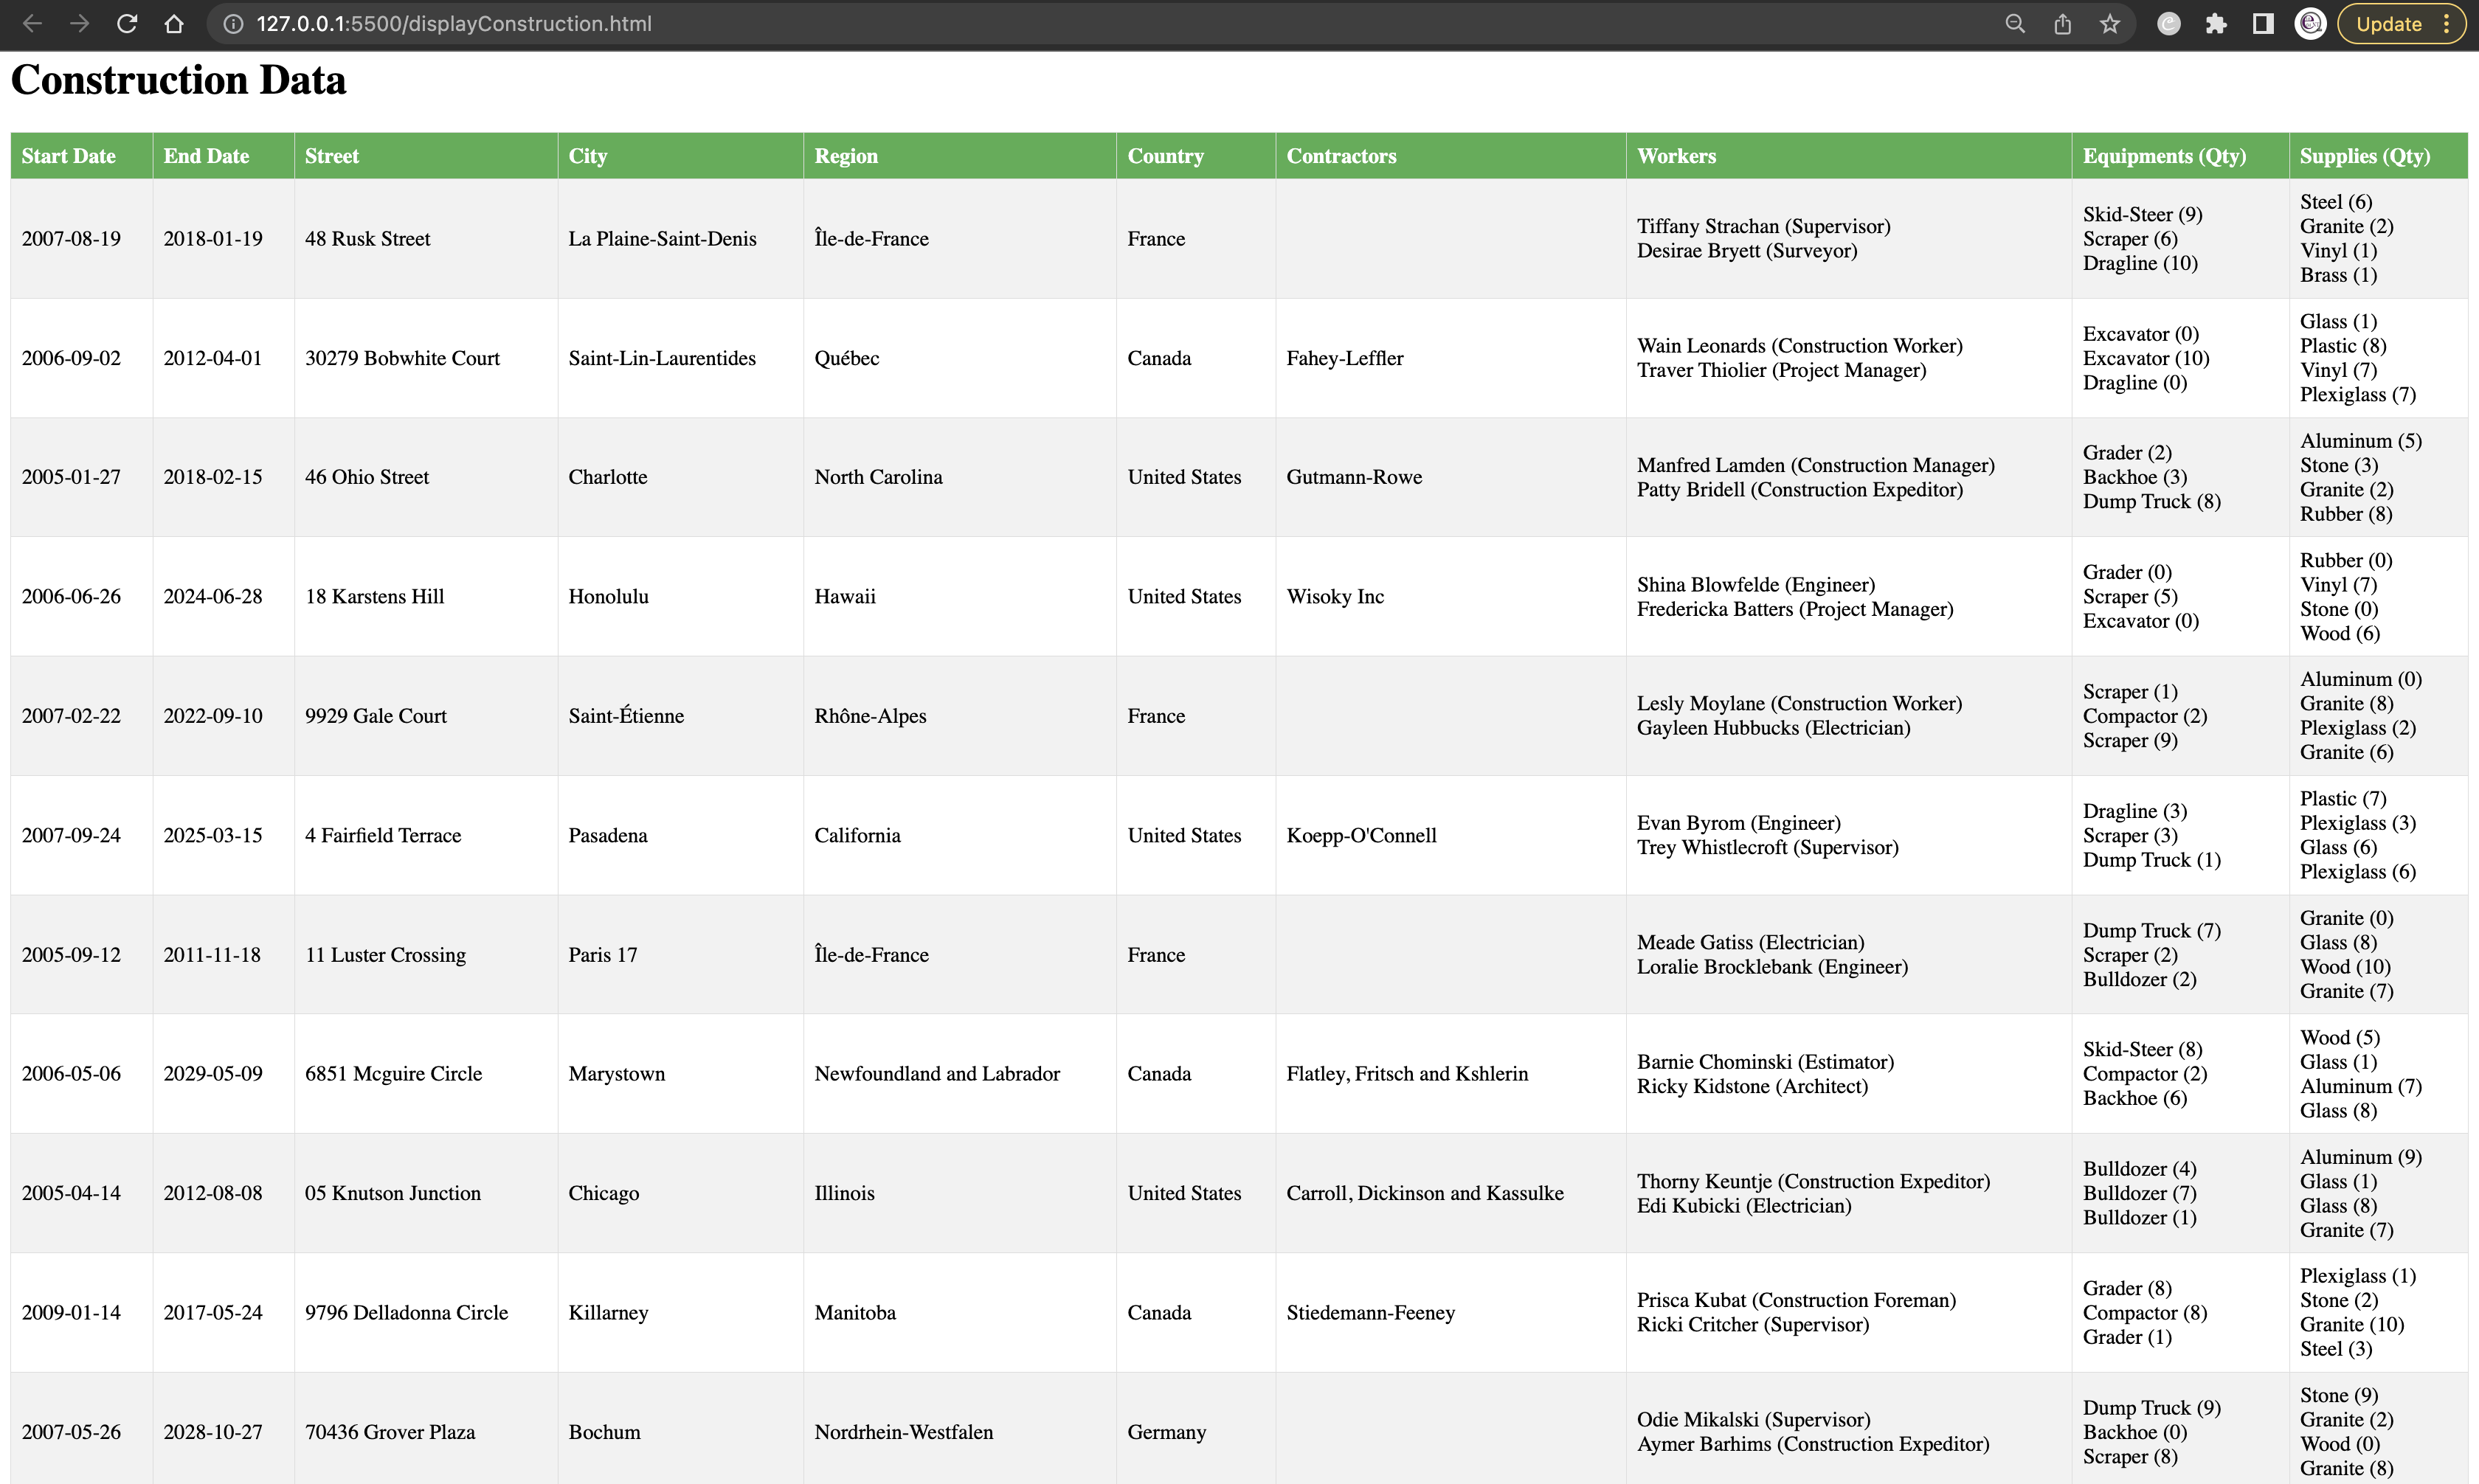 127.0.0.1:5500/displayConstruction.html
Update
Construction Data
Start Date End Date Street City Region Country Contractors Workers Equipments (Qty) Supplies (Qty)
2007-08-19 2018-01-19 48 Rusk Street La Plaine-Saint-Denis Île-de-France France
Tiffany Strachan (Supervisor)
Desirae Bryett (Surveyor)
Skid-Steer (9)
Scraper (6)
Dragline (10)
Steel (6)
Granite (2)
Vinyl (1)
Brass (1)
2006-09-02 2012-04-01 30279 Bobwhite Court Saint-Lin-Laurentides Québec Canada Fahey-Leffler
Wain Leonards (Construction Worker)
Traver Thiolier (Project Manager)
Excavator (0)
Excavator (10)
Dragline (0)
Glass (1)
Plastic (8)
Vinyl (7)
Plexiglass (7)
2005-01-27 2018-02-15 46 Ohio Street Charlotte North Carolina United States Gutmann-Rowe
Manfred Lamden (Construction Manager)
Patty Bridell (Construction Expeditor)
Grader (2)
Backhoe (3)
Dump Truck (8)
Aluminum (5)
Stone (3)
Granite (2)
Rubber (8)
2006-06-26 2024-06-28 18 Karstens Hill Honolulu Hawaii United States Wisoky Inc
Shina Blowfelde (Engineer)
Fredericka Batters (Project Manager)
Grader (0)
Scraper (5)
Excavator (0)
Rubber (0)
Vinyl (7)
Stone (0)
Wood (6)
2007-02-22 2022-09-10 9929 Gale Court Saint-Étienne Rhône-Alpes France
Lesly Moylane (Construction Worker)
Gayleen Hubbucks (Electrician)
Scraper (1)
Compactor (2)
Scraper (9)
Aluminum (0)
Granite (8)
Plexiglass (2)
Granite (6)
2007-09-24 2025-03-15 4 Fairfield Terrace Pasadena California United States Koepp-O'Connell
Evan Byrom (Engineer)
Trey Whistlecroft (Supervisor)
Dragline (3)
Scraper (3)
Dump Truck (1)
Plastic (7)
Plexiglass (3)
Glass (6)
Plexiglass (6)
2005-09-12 2011-11-18 11 Luster Crossing Paris 17 Île-de-France France
Meade Gatiss (Electrician)
Loralie Brocklebank (Engineer)
Dump Truck (7)
Scraper (2)
Bulldozer (2)
Granite (0)
Glass (8)
Wood (10)
Granite (7)
2006-05-06 2029-05-09 6851 Mcguire Circle Marystown Newfoundland and Labrador Canada Flatley, Fritsch and Kshlerin
Barnie Chominski (Estimator)
Ricky Kidstone (Architect)
Skid-Steer (8)
Compactor (2)
Backhoe (6)
Wood (5)
Glass (1)
Aluminum (7)
Glass (8)
2005-04-14 2012-08-08 05 Knutson Junction Chicago Illinois United States Carroll, Dickinson and Kassulke
Thorny Keuntje (Construction Expeditor)
Edi Kubicki (Electrician)
Bulldozer (4)
Bulldozer (7)
Bulldozer (1)
Aluminum (9)
Glass (1)
Glass (8)
Granite (7)
2009-01-14 2017-05-24 9796 Delladonna Circle Killarney Manitoba Canada Stiedemann-Feeney
Prisca Kubat (Construction Foreman)
Ricki Critcher (Supervisor)
Grader (8)
Compactor (8)
Grader (1)
Plexiglass (1)
Stone (2)
Granite (10)
Steel (3)
2007-05-26 2028-10-27 70436 Grover Plaza Bochum Nordrhein-Westfalen Germany
Odie Mikalski (Supervisor)
Aymer Barhims (Construction Expeditor)
Dump Truck (9)
Backhoe (0)
Scraper (8)
Stone (9)
Granite (2)
Wood (0)
Granite (8)